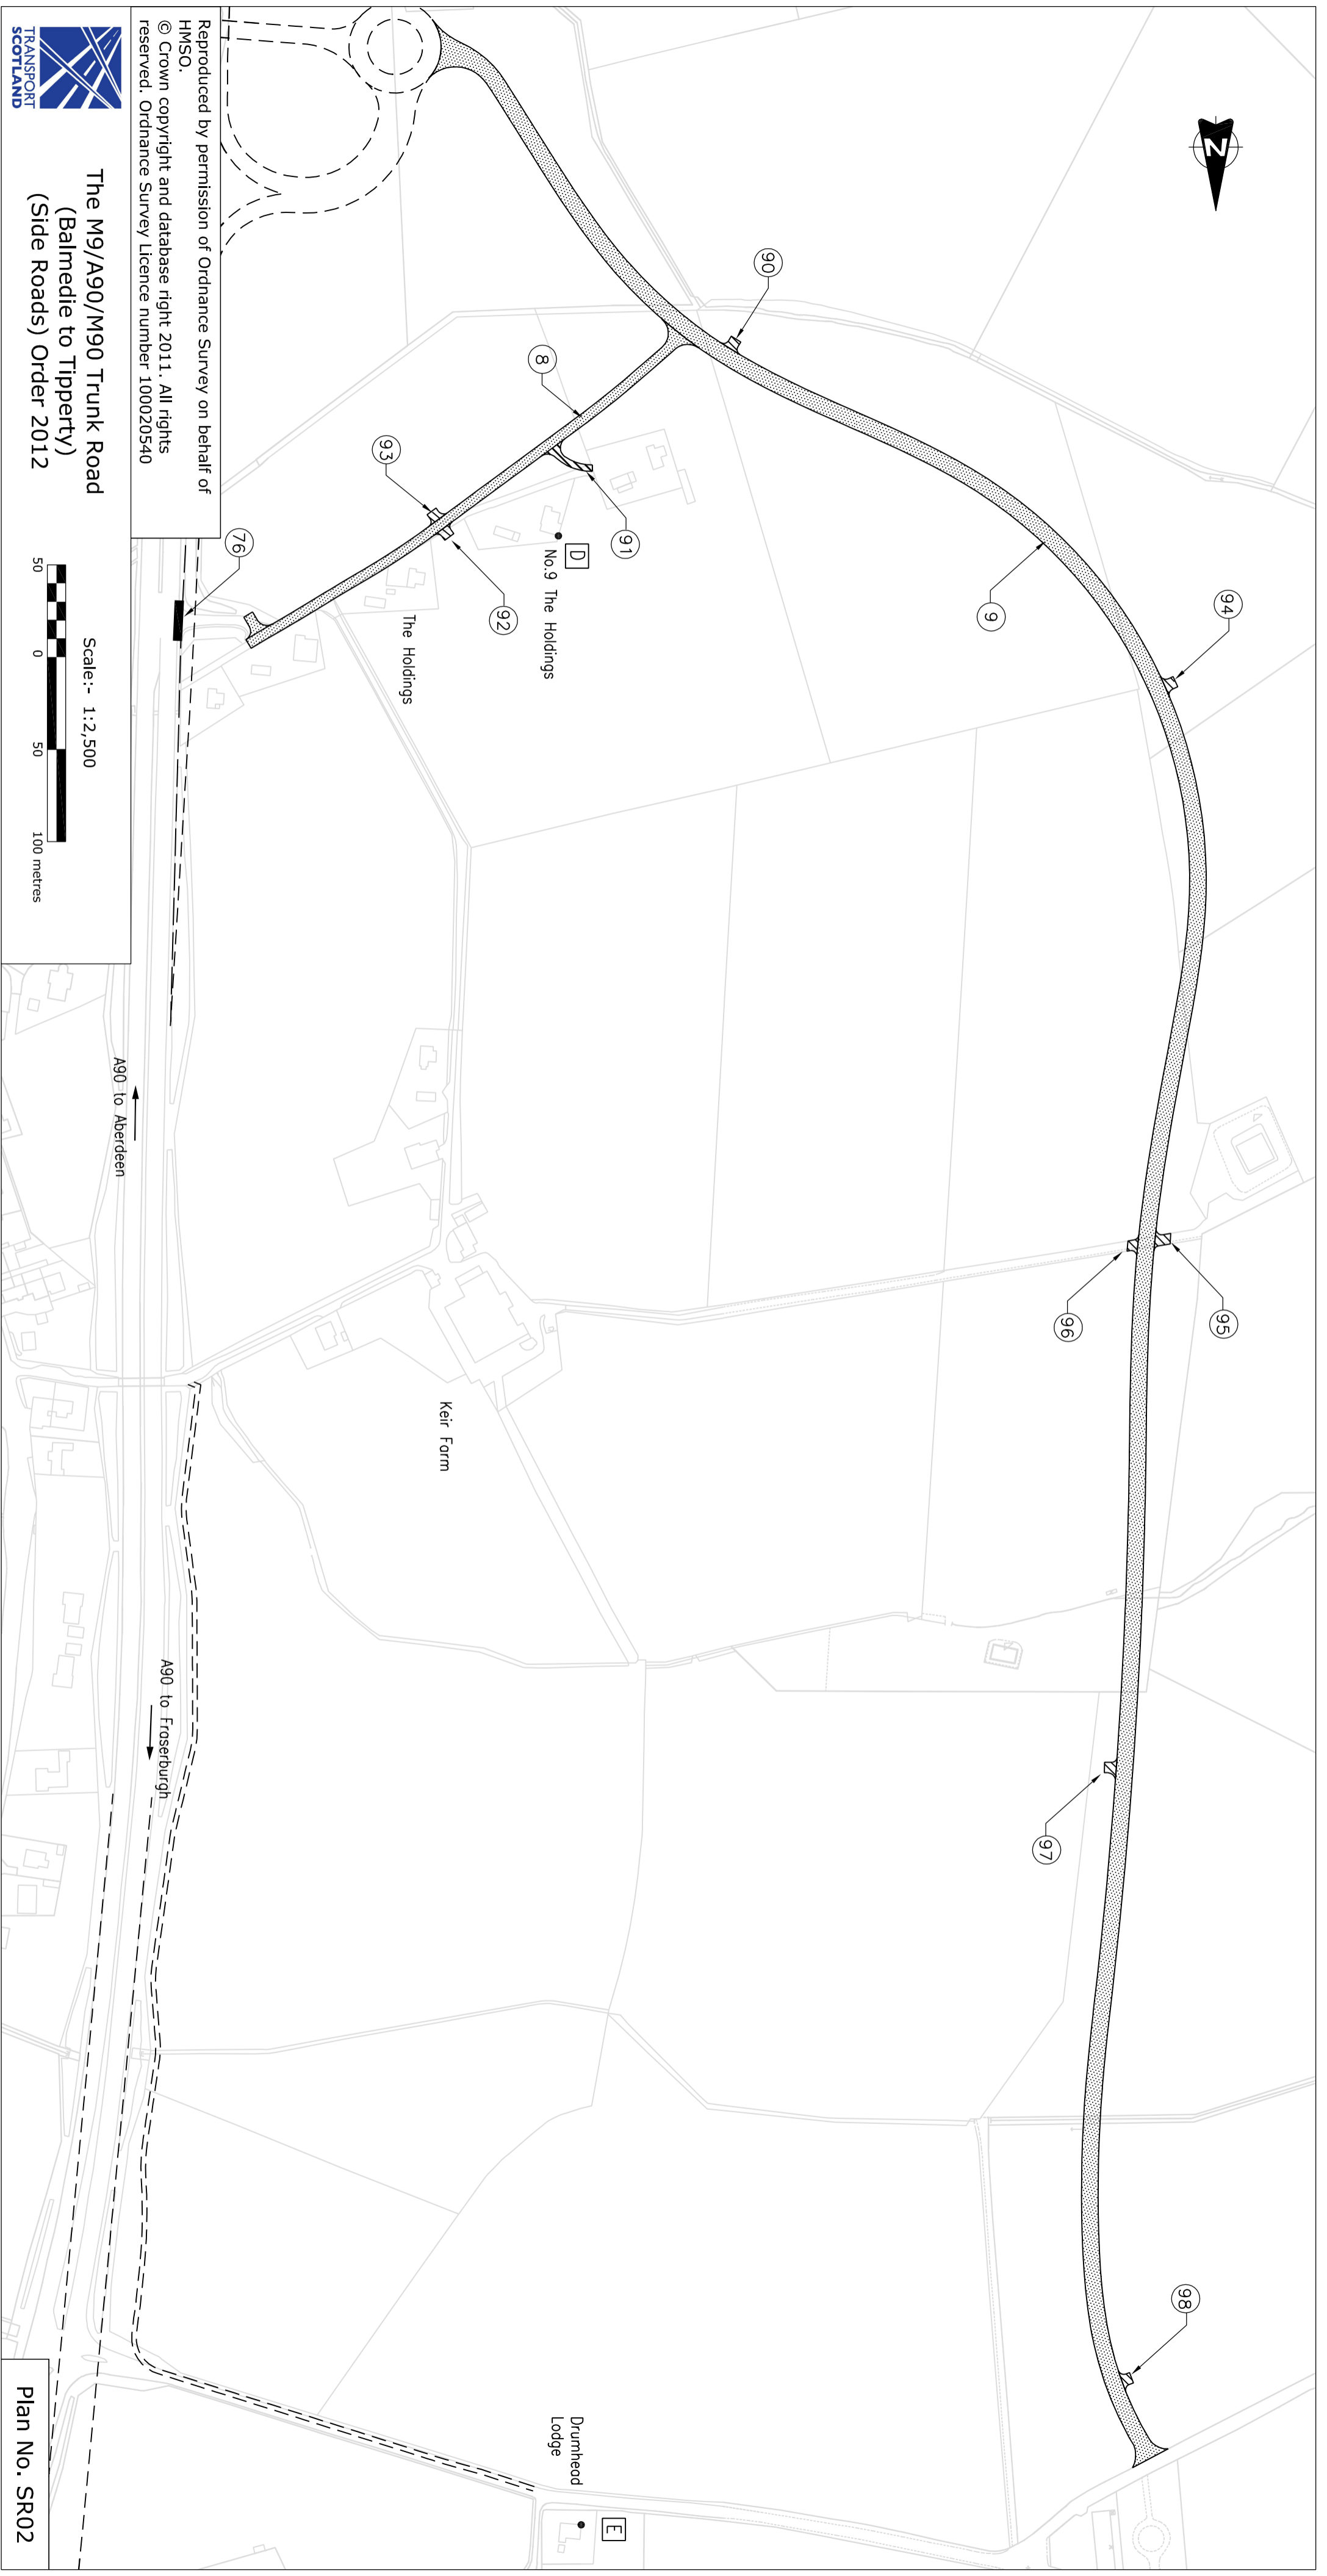 Reproduced by permission of Ordnance Survey on behalf of
HMSO.
© Crown copyright and database right 2011. All rights
reserved. Ordnance Survey Licence number 100020540
TRANSPORT
SCOTLAND
The M9/A90/M90 Trunk Road
(Balmedie to Tipperty)
(Side Roads) Order 2012
Scale:- 1:2,500
50
0
50
100 metres
N
90
8
93
91
D
No.9 The Holdings
92
76
The Holdings
9
94
A90 to Aberdeen
96
95
Keir Farm
A90 to Fraserburgh
97
98
Drumhead
Lodge
E
Plan No. SR02